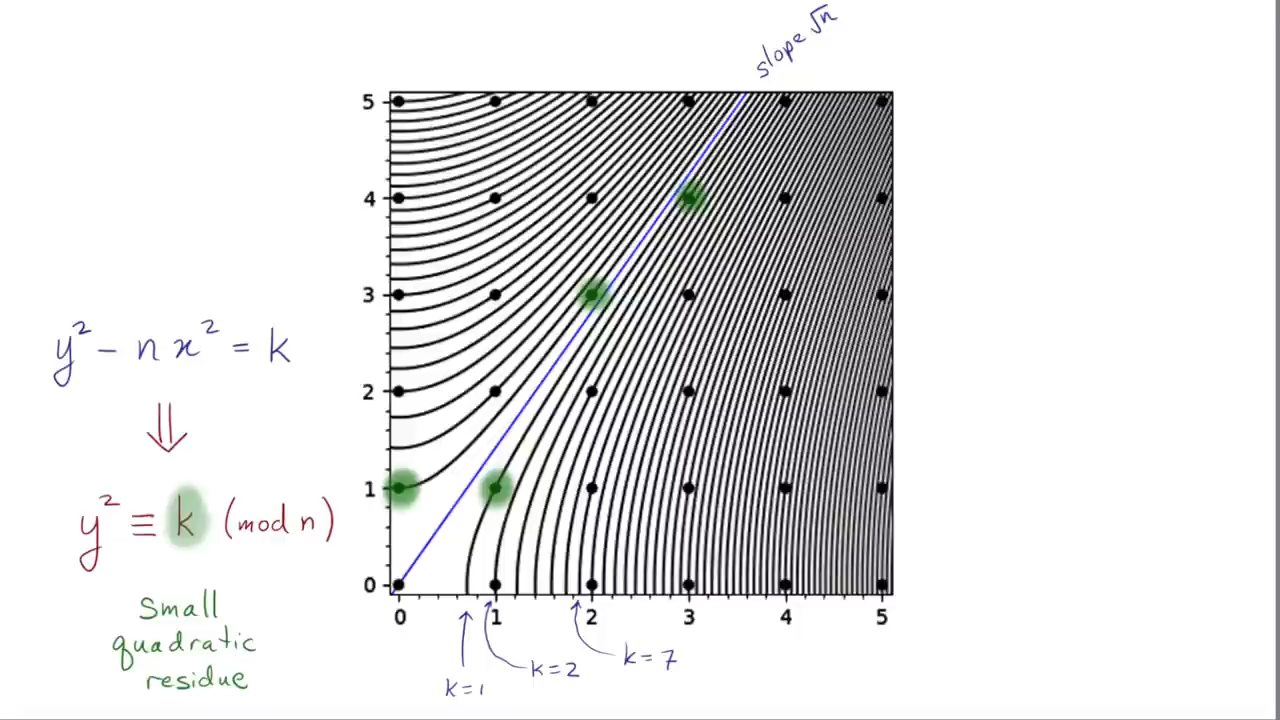 slope √n
5
4
3
2
1
0
0 1 2 3 4 5
y² - nx² = k
⇓
y² ≡ k (mod n)
Small
quadratic
residue
k=1
k=2
k=7